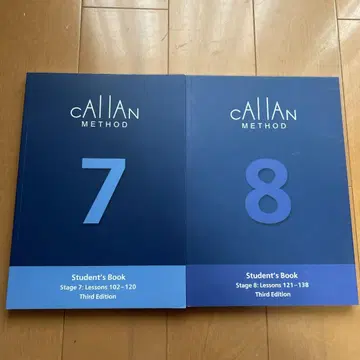 CAllAN
METHOD
7
Student's Book
Stage 7: Lessons 102–120
Third Edition
CAllAN
METHOD
8
Student's Book
Stage 8: Lessons 121–138
Third Edition